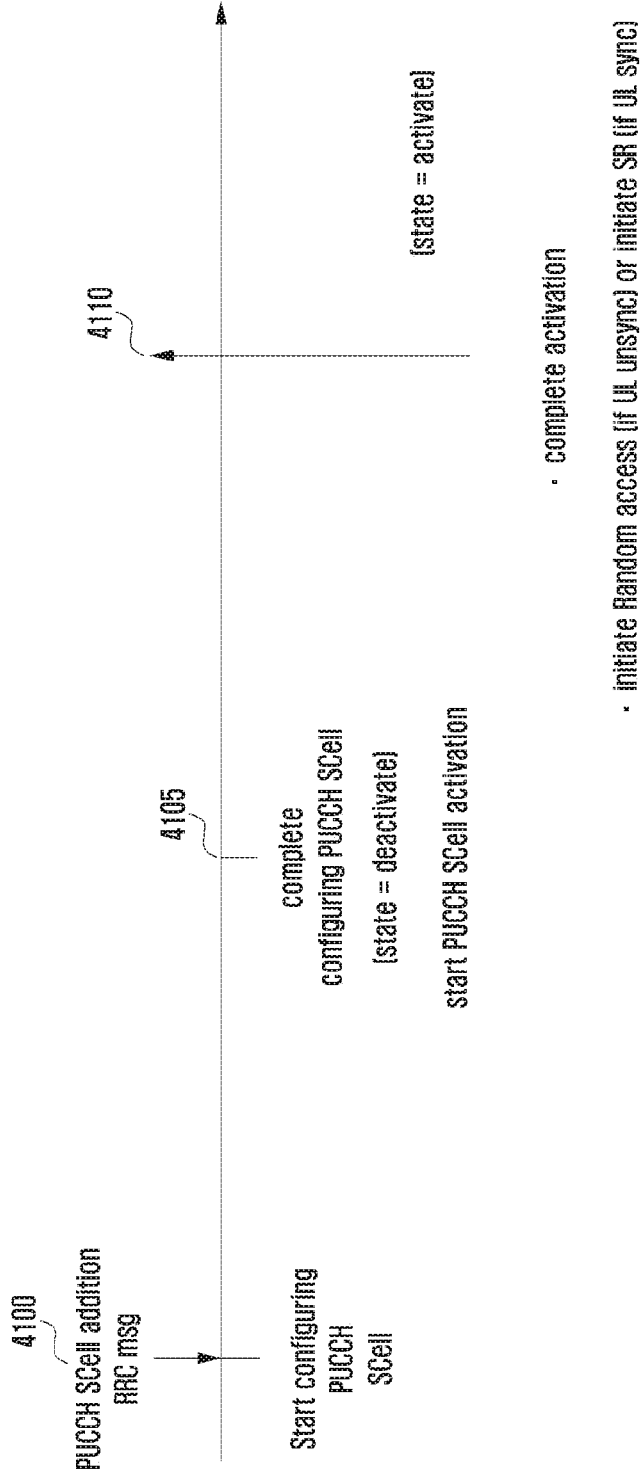 4100
PUCCH SCell addition
RRC msg
Start configuring
PUCCH
SCell
4105
complete
configuring PUCCH SCell
(state = deactivate)
start PUCCH SCell activation
4110
(state = activate)
· complete activation
· initiate Random access (if UL unsync) or initiate SR (if UL sync)